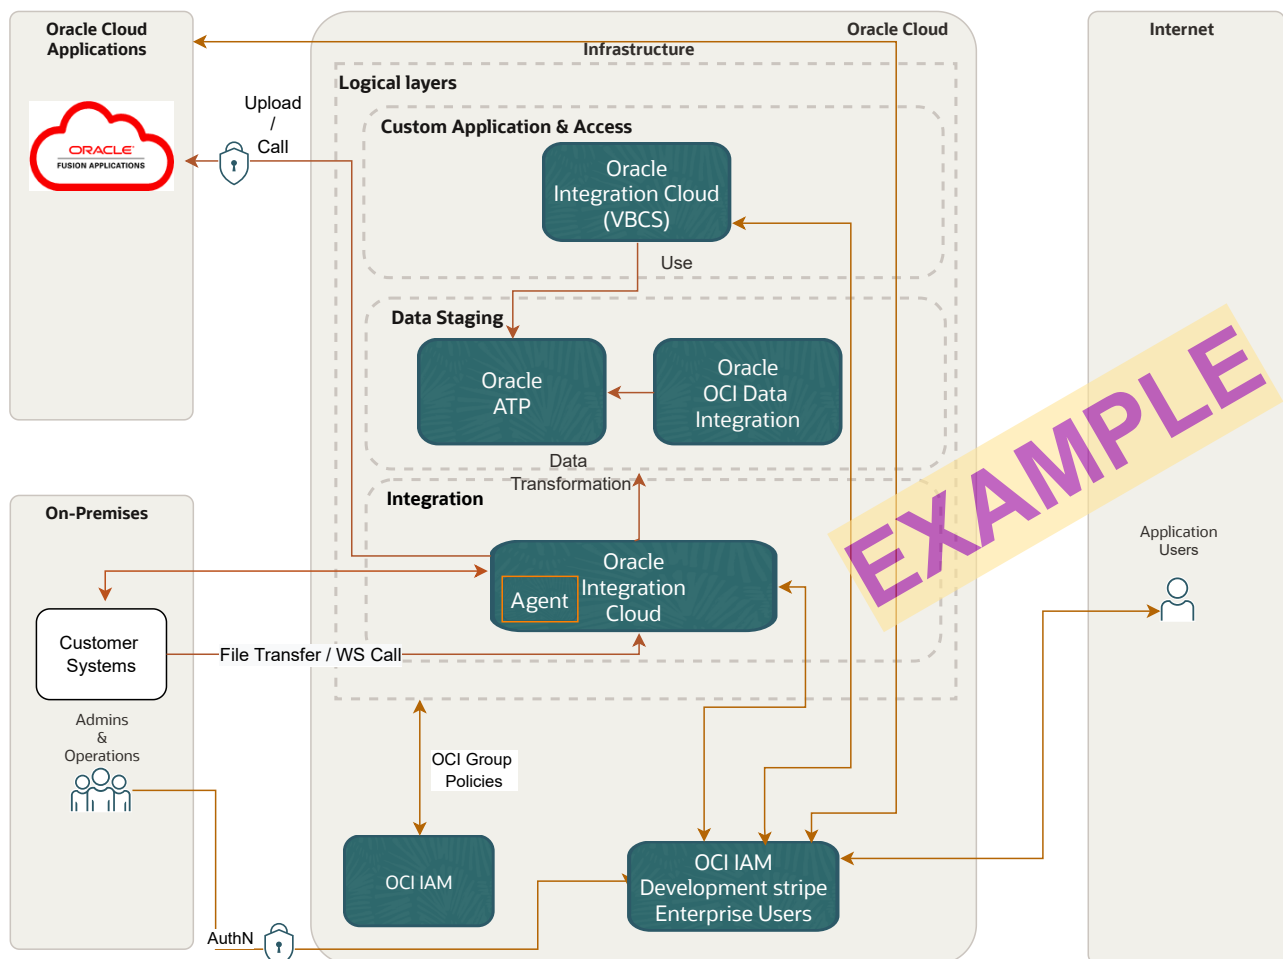 Oracle Cloud
Applications
ORACLE
FUSION APPLICATIONS
Upload
/
Call
Oracle Cloud
Infrastructure
Logical layers
Custom Application & Access
Oracle
Integration Cloud
(VBCS)
Use
Data Staging
Oracle
ATP
Oracle
OCI Data
Integration
Data
Transformation
Integration
Oracle
Integration
Cloud
Agent
Internet
EXAMPLE
Application
Users
On-Premises
Customer
Systems
File Transfer / WS Call
Admins
&
Operations
OCI Group
Policies
OCI IAM
OCI IAM
Development stripe
Enterprise Users
AuthN